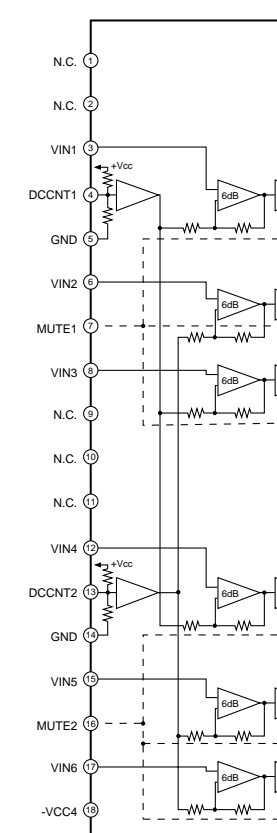 N.C. 1
N.C. 2
VIN1 3
+Vcc
DCCNT1 4
6dB
GND 5
VIN2 6
6dB
MUTE1 7
VIN3 8
6dB
N.C. 9
N.C. 10
N.C. 11
VIN4 12
+Vcc
DCCNT2 13
6dB
GND 14
VIN5 15
6dB
MUTE2 16
VIN6 17
6dB
-VCC4 18